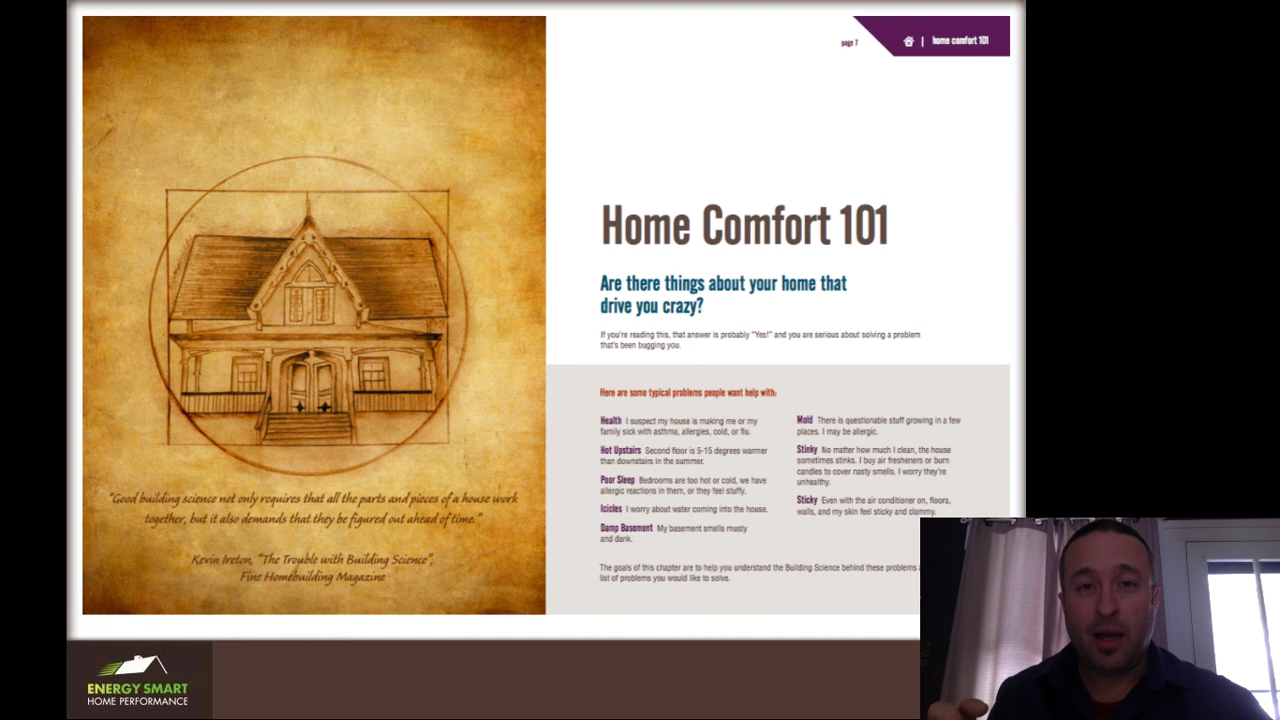 page 7
home comfort 101
Home Comfort 101
Are there things about your home that
drive you crazy?
If you're reading this, that answer is probably "Yes!" and you are serious about solving a problem
that's been bugging you.
Here are some typical problems people want help with:
Health I suspect my house is making me or my
family sick with asthma, allergies, cold, or flu.
Hot Upstairs Second floor is 5-15 degrees warmer
than downstairs in the summer.
Poor Sleep Bedrooms are too hot or cold, we have
allergic reactions in them, or they feel stuffy.
Icicles I worry about water coming into the house.
Damp Basement My basement smells musty
and dank.
Mold There is questionable stuff growing in a few
places. I may be allergic.
Stinky No matter how much I clean, the house
sometimes stinks. I buy air fresheners or burn
candles to cover nasty smells. I worry they're
unhealthy.
Sticky Even with the air conditioner on, floors,
walls, and my skin feel sticky and clammy.
The goals of this chapter are to help you understand the Building Science behind these problems
list of problems you would like to solve.
"Good building science not only requires that all the parts and pieces of a house work
together, but it also demands that they be figured out ahead of time."
Kevin Ireton, "The Trouble with Building Science",
Fine Homebuilding Magazine
ENERGY SMART
HOME PERFORMANCE